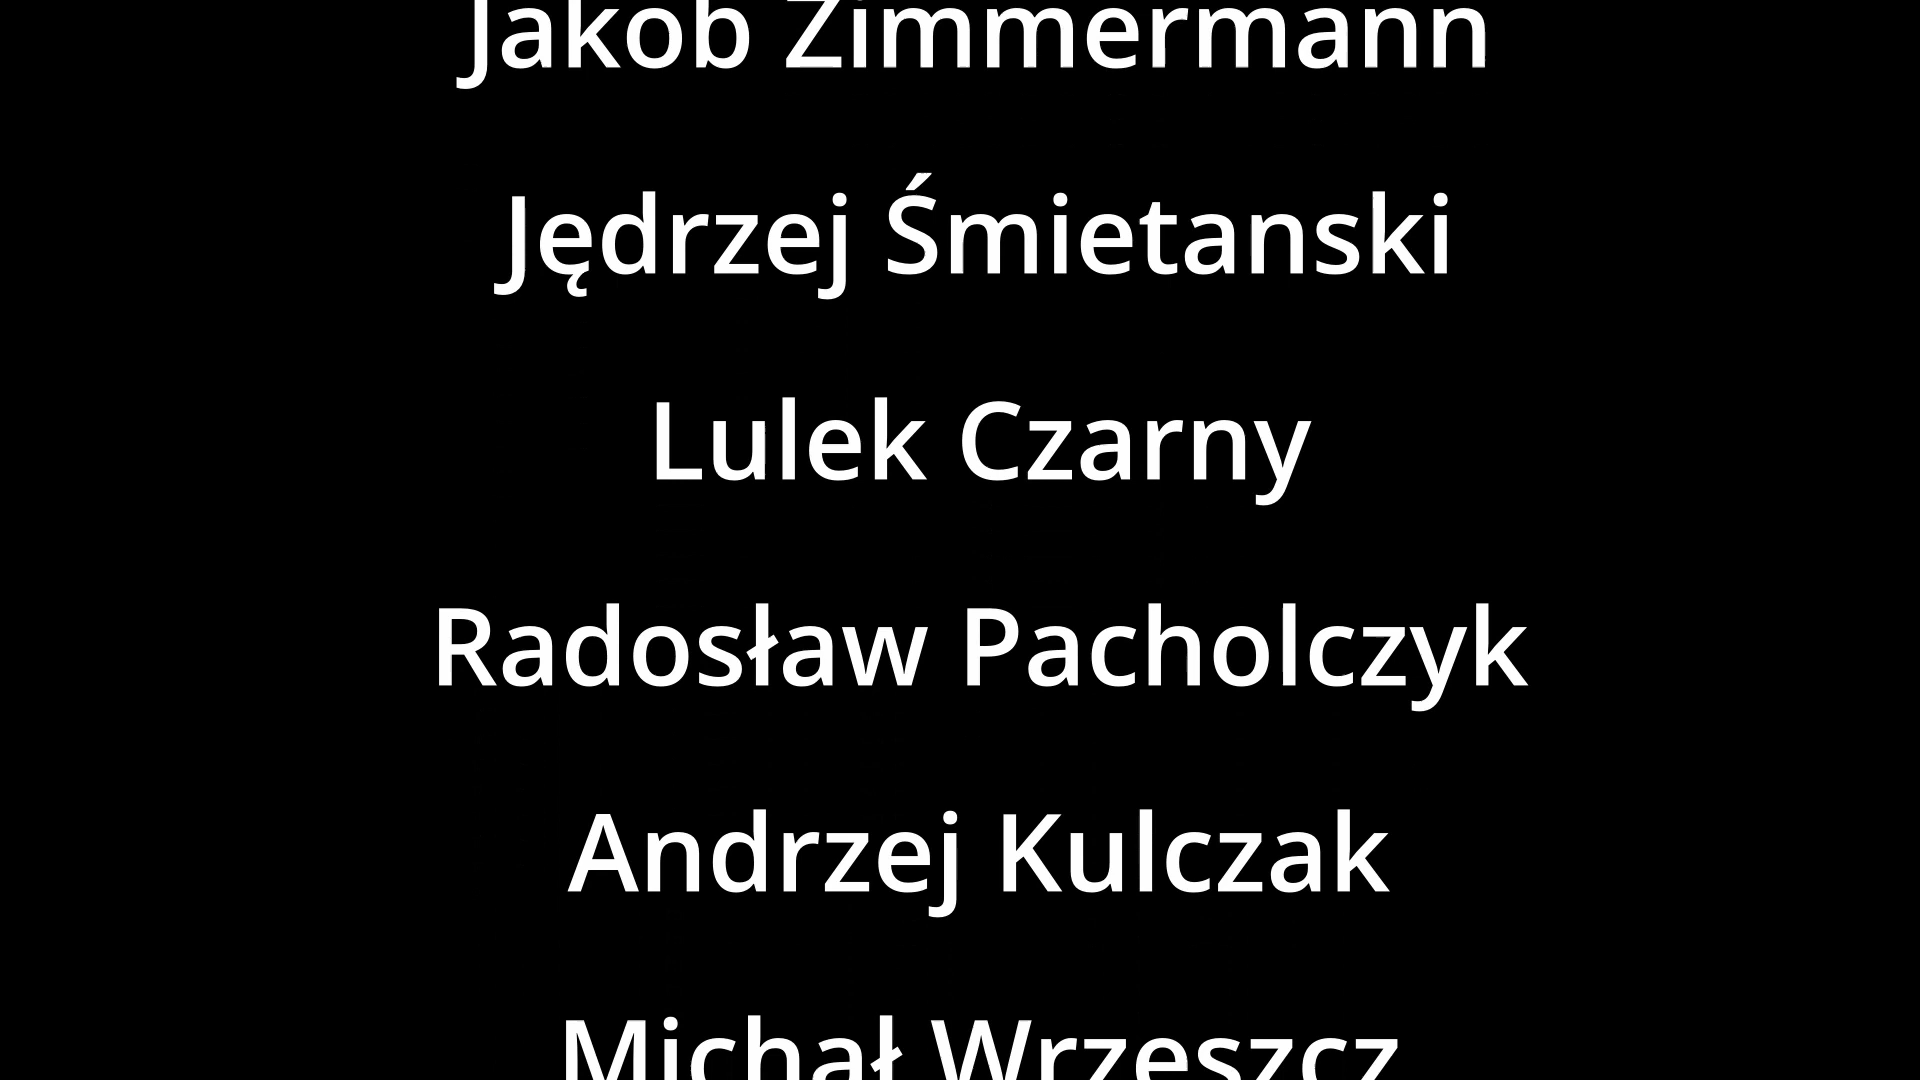 Jakob Zimmermann
Jędrzej Śmietanski
Lulek Czarny
Radosław Pacholczyk
Andrzej Kulczak
Michał Wrzeszcz